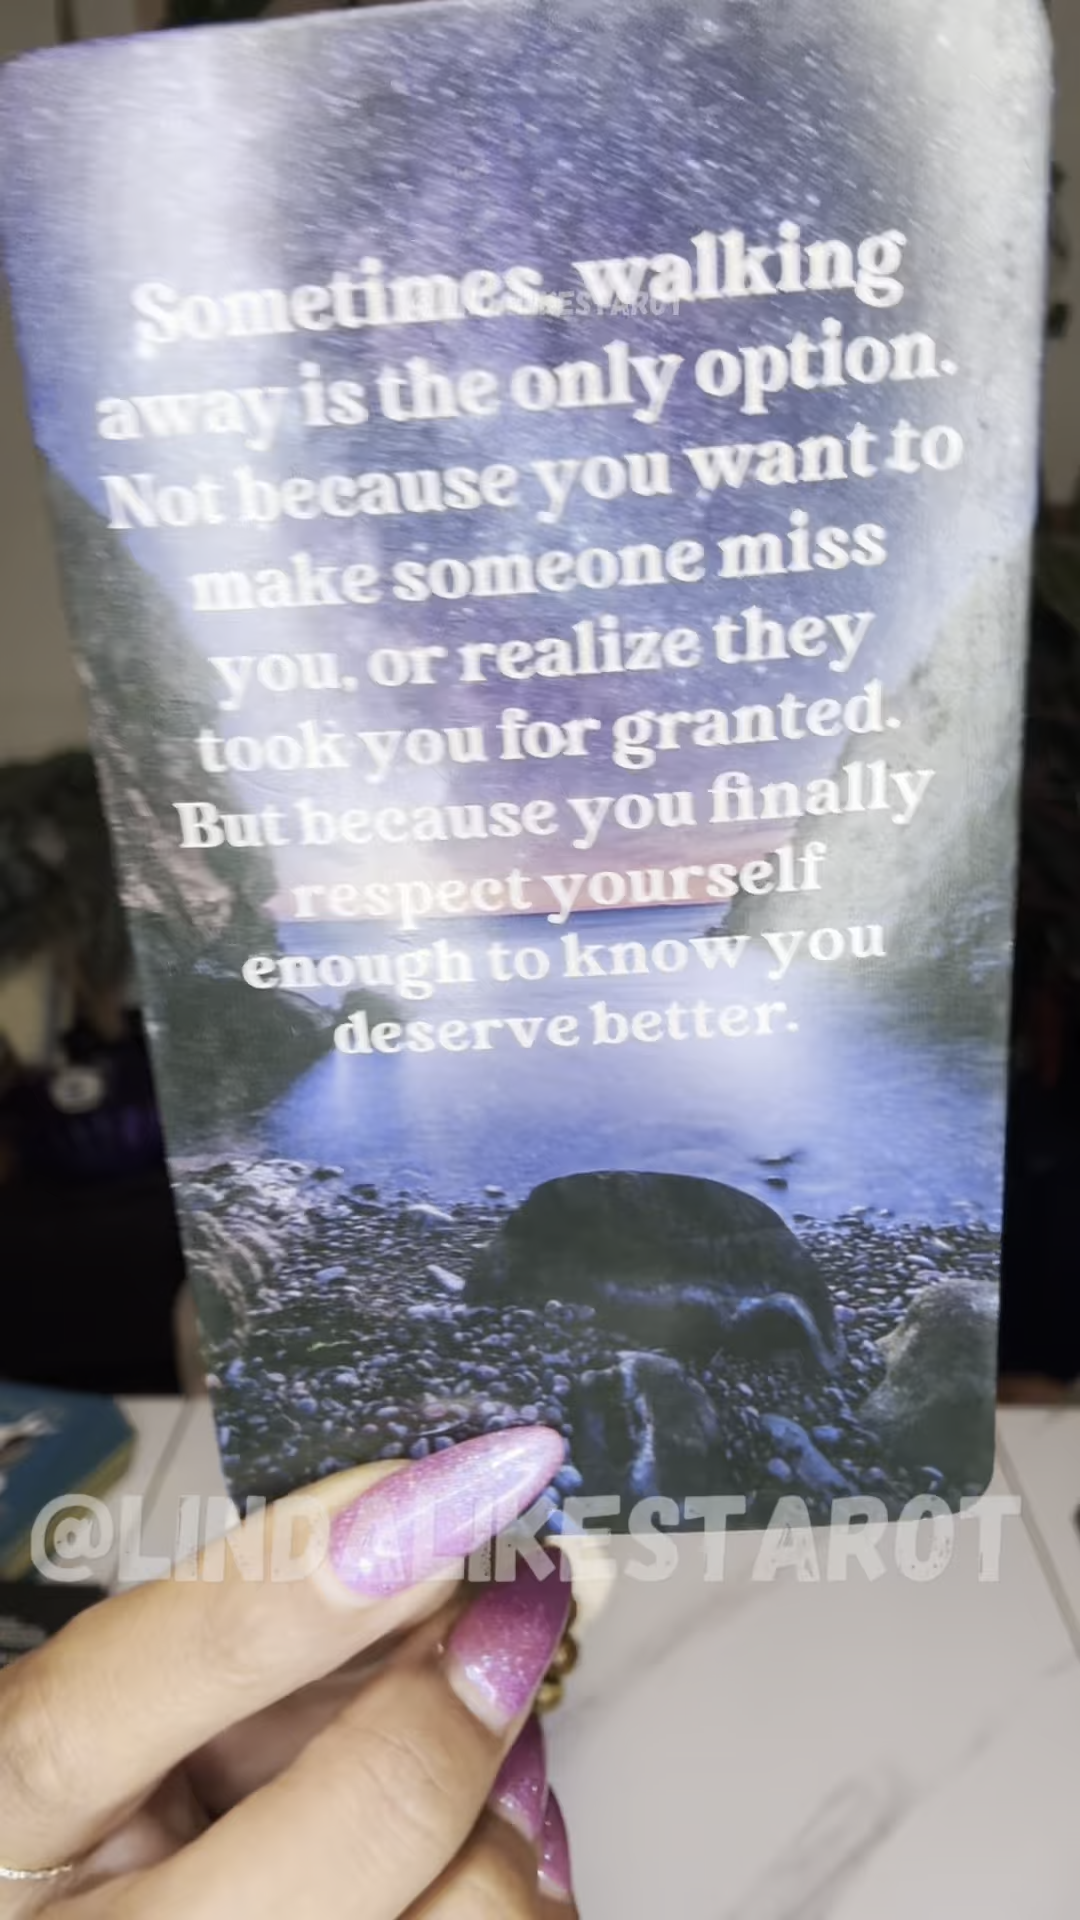 Sometimes, walking
away is the only option.
Not because you want to
make someone miss
you, or realize they
took you for granted.
But because you finally
respect yourself
enough to know you
deserve better.
@LINDALIKESTAROT